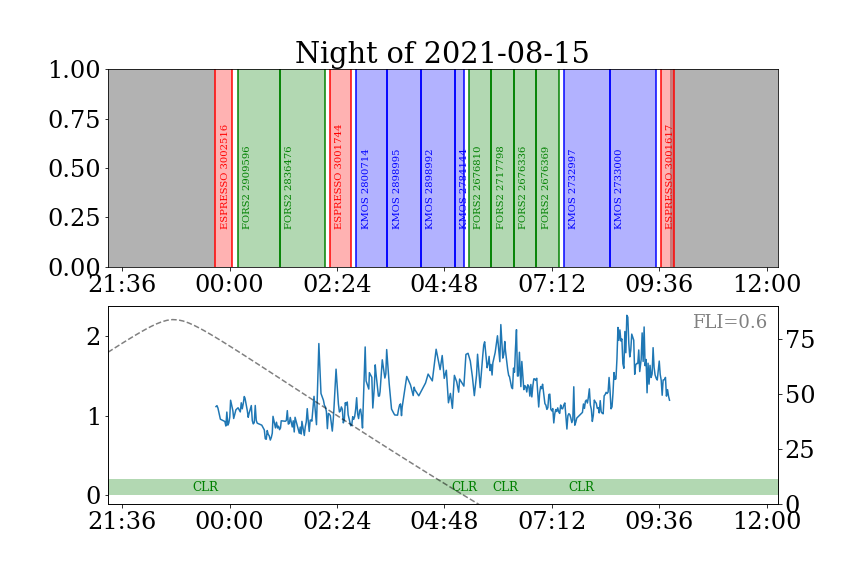 Night of 2021-08-15
1.00
0.75
0.50
0.25
0.00
ESPRESSO 3002516
FORS2 2909596
FORS2 2836476
ESPRESSO 3001744
KMOS 2800714
KMOS 2898995
KMOS 2898992
KMOS 2784144
FORS2 2676810
FORS2 2717798
FORS2 2676336
FORS2 2676369
KMOS 2732997
KMOS 2733000
ESPRESSO 3001617
21:36 00:00 02:24 04:48 07:12 09:36 12:00
FLI=0.6
2
1
0
75
50
25
0
CLR CLR CLR CLR
21:36 00:00 02:24 04:48 07:12 09:36 12:00